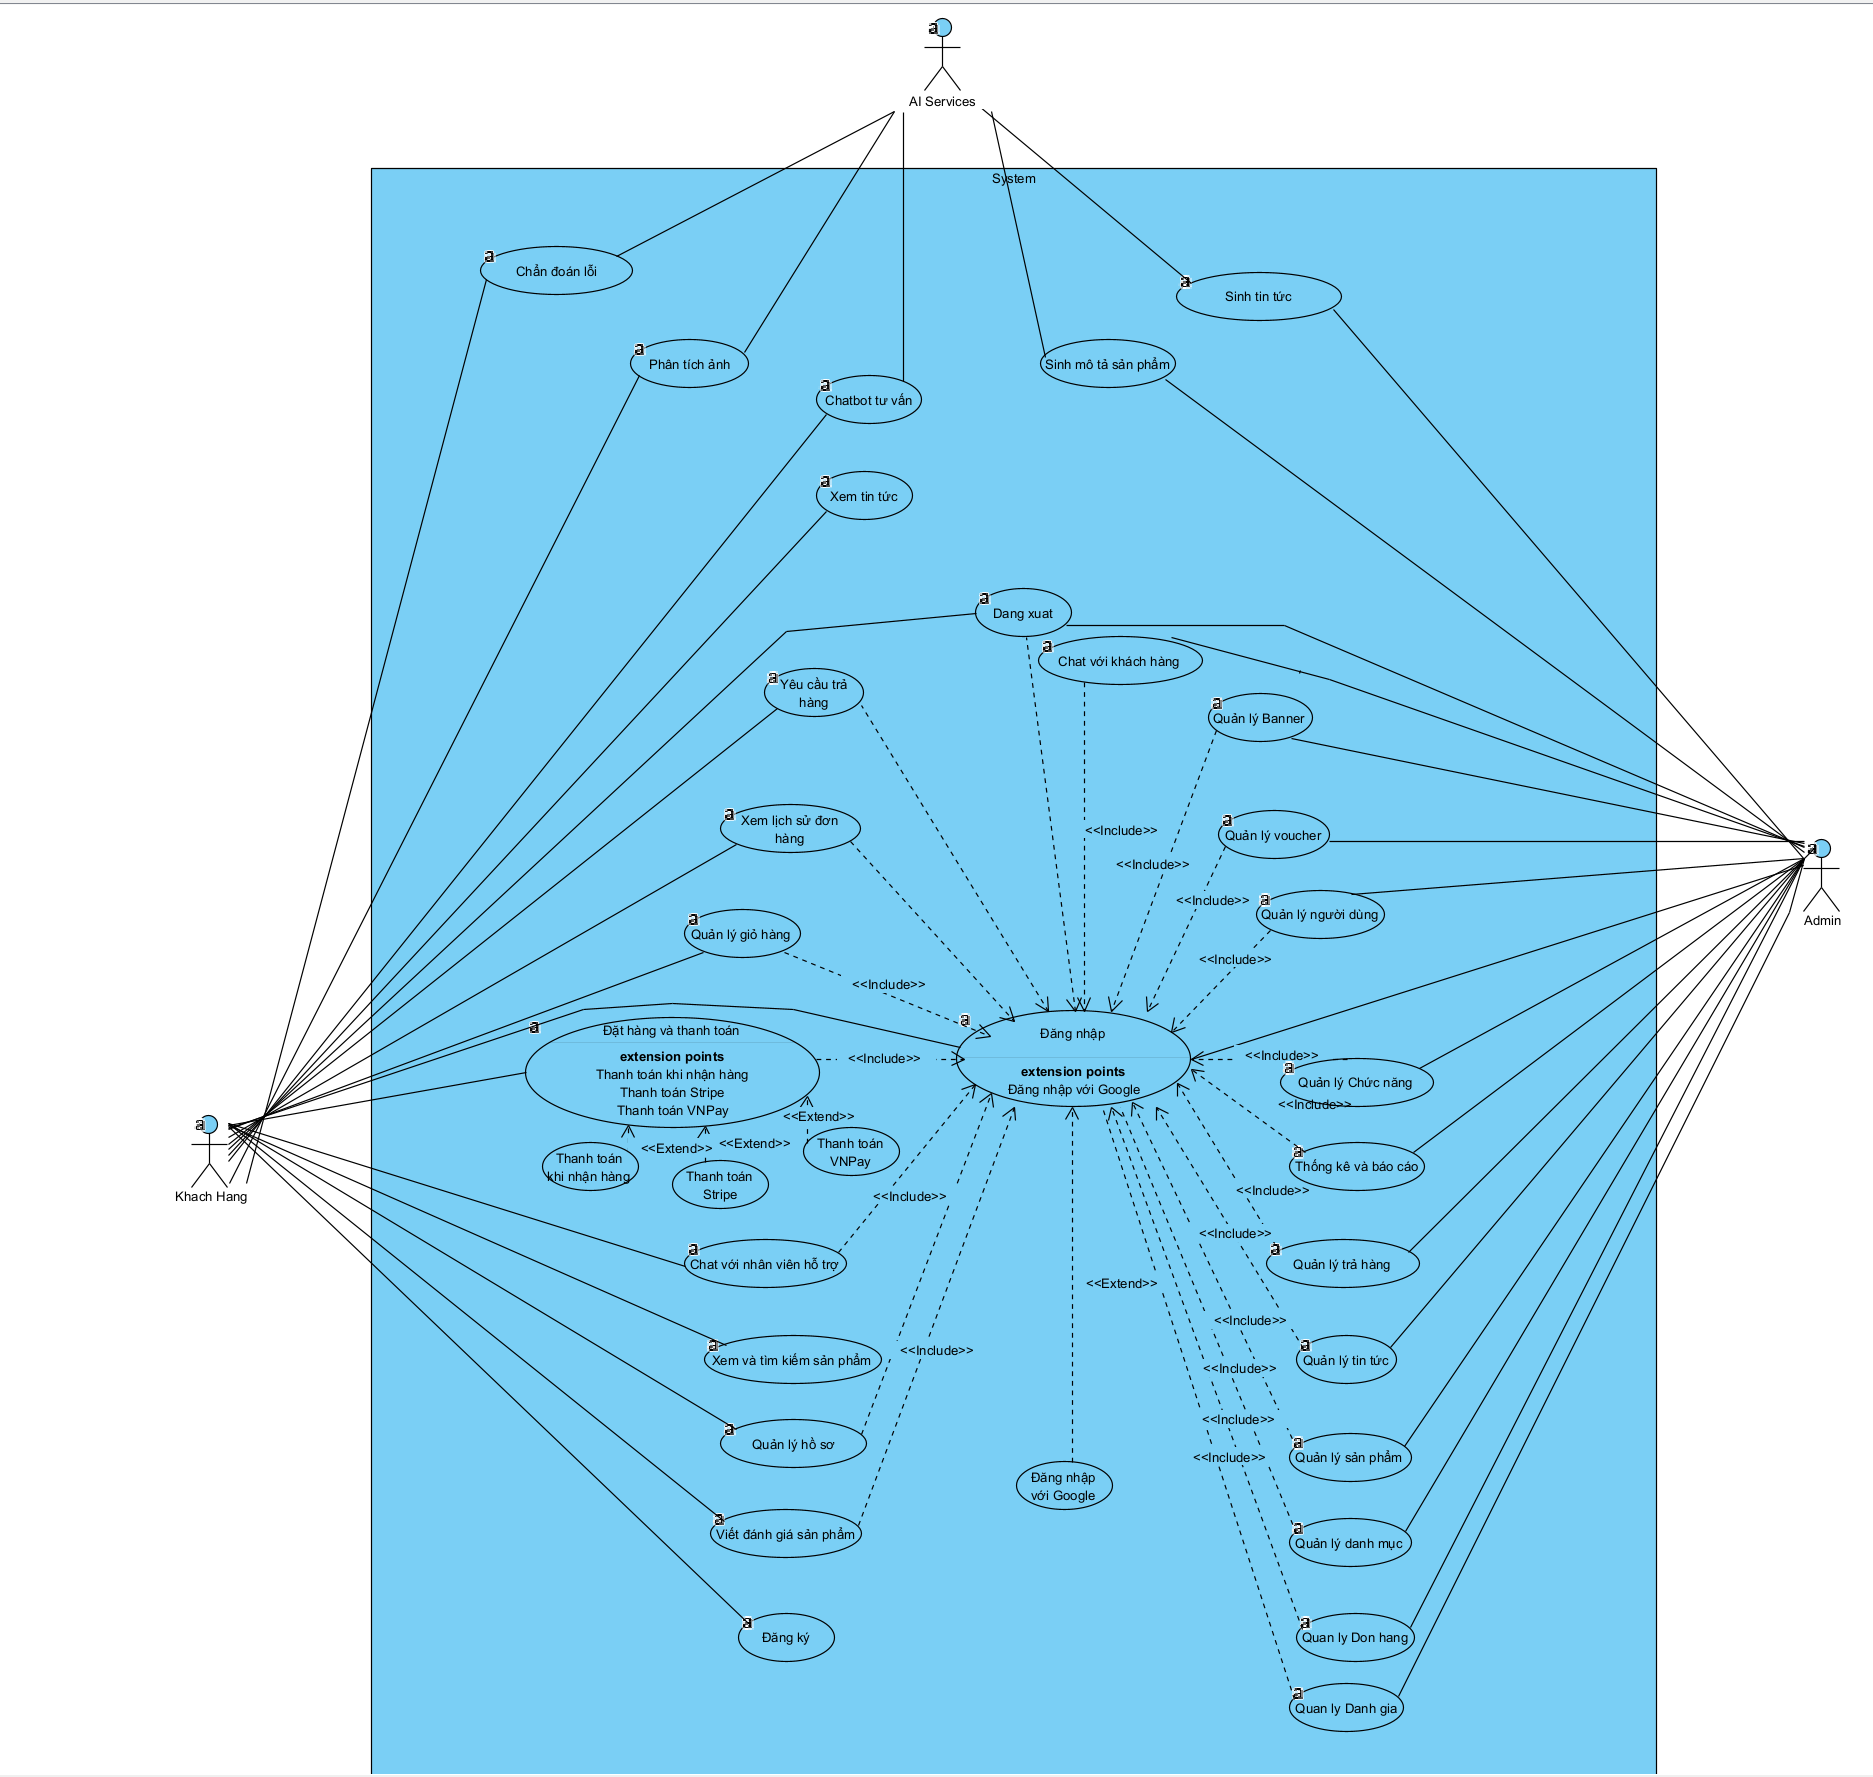 a
AI Services
System
a
Chẩn đoán lỗi
a
Sinh tin tức
a
Phân tích ảnh
Sinh mô tả sản phẩm
a
Chatbot tư vấn
a
Xem tin tức
a
Dang xuat
a
Chat với khách hàng
a
Yêu cầu trả
hàng
a
Quản lý Banner
a
Xem lịch sử đơn
hàng
<<Include>>
a
Quản lý voucher
<<Include>>
a
Admin
<<Include>>
a
Quản lý người dùng
a
Quản lý giỏ hàng
<<Include>>
<<Include>>
a
Đặt hàng và thanh toán
extension points
Thanh toán khi nhận hàng
Thanh toán Stripe
Thanh toán VNPay
<<Include>>
a
Đăng nhập
extension points
Đăng nhập với Google
<<Include>>
a
Quản lý Chức năng
<<Include>>
a
Khach Hang
<<Extend>>
<<Extend>>
<<Extend>>
Thanh toán
khi nhận hàng
Thanh toán
Stripe
Thanh toán
VNPay
a
Thống kê và báo cáo
<<Include>>
<<Include>>
a
Chat với nhân viên hỗ trợ
<<Include>>
a
Quản lý trả hàng
<<Extend>>
<<Include>>
a
Xem và tìm kiếm sản phẩm
<<Include>>
a
Quản lý tin tức
<<Include>>
<<Include>>
a
Quản lý hồ sơ
<<Include>>
a
Quản lý sản phẩm
Đăng nhập
với Google
a
Viết đánh giá sản phẩm
a
Quản lý danh mục
a
Đăng ký
a
Quan ly Don hang
a
Quan ly Danh gia